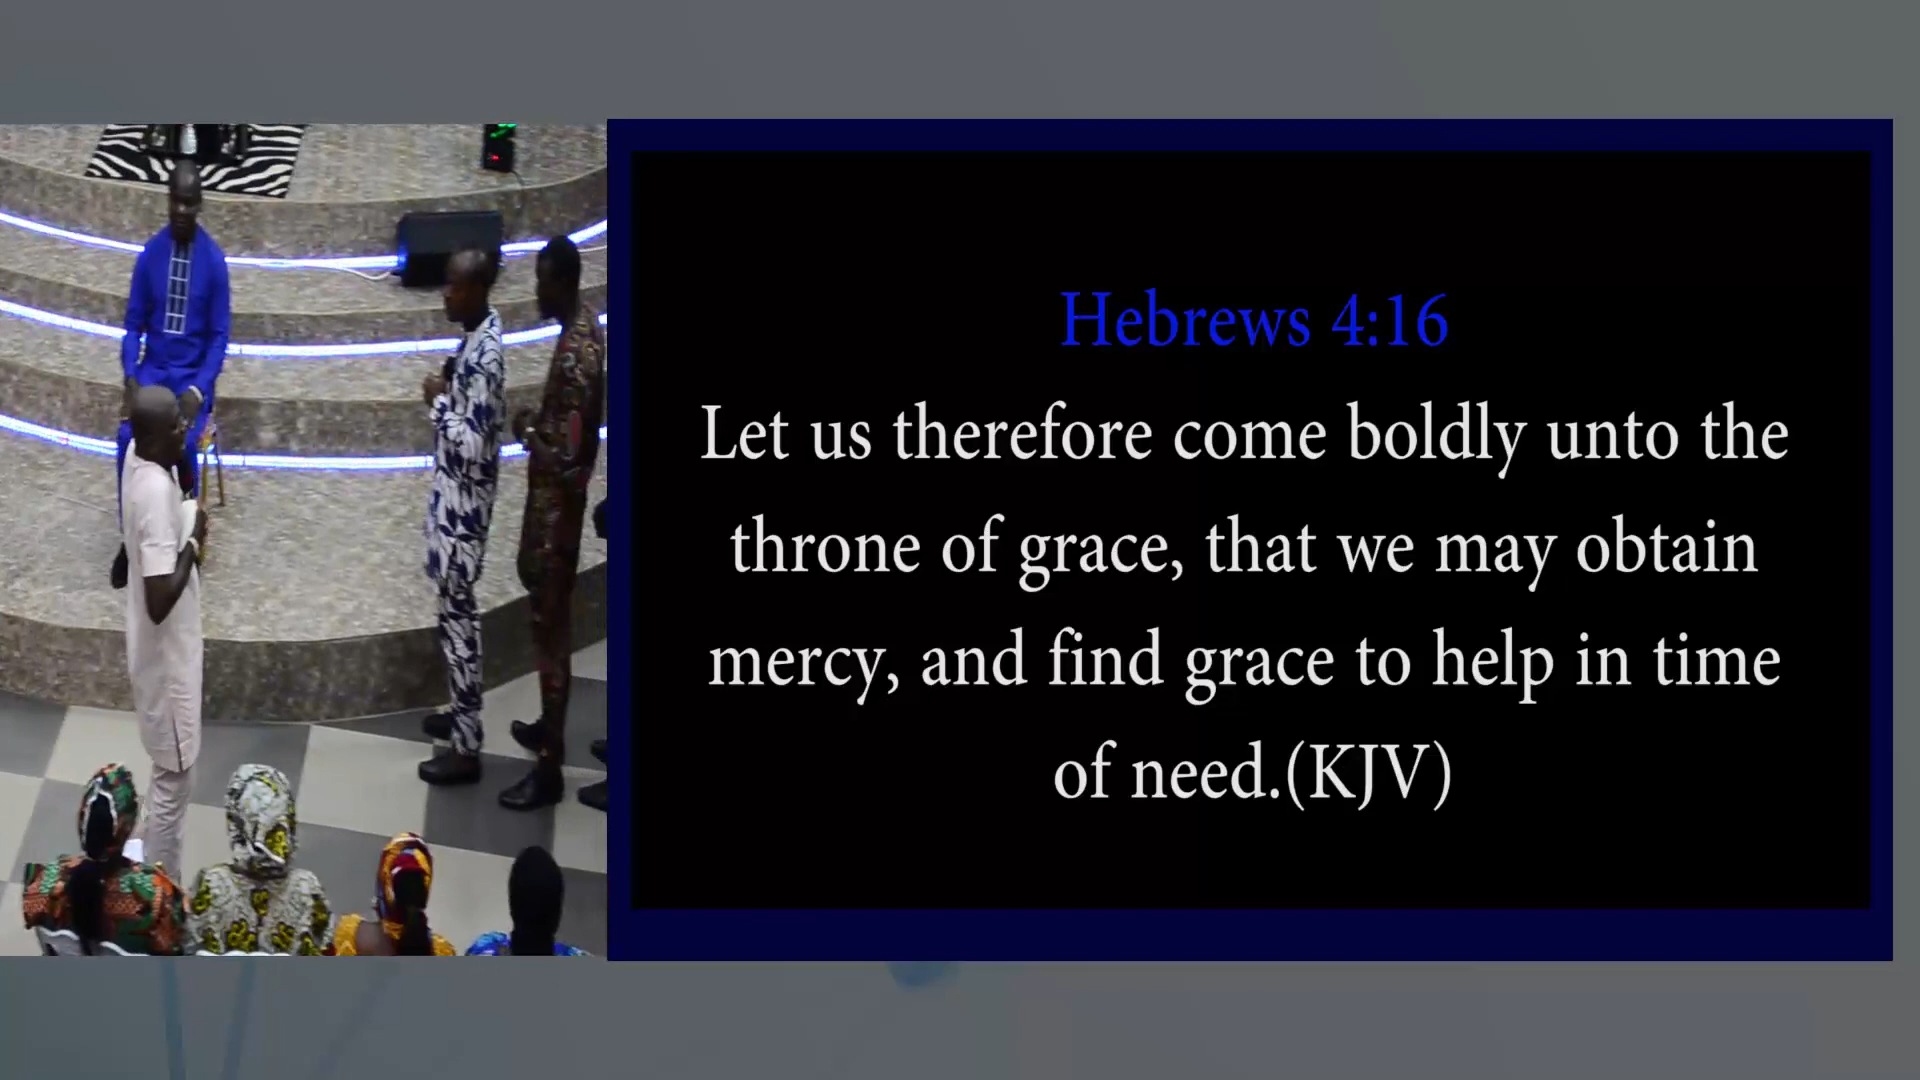 Hebrews 4:16
Let us therefore come boldly unto the
throne of grace, that we may obtain
mercy, and find grace to help in time
of need.(KJV)